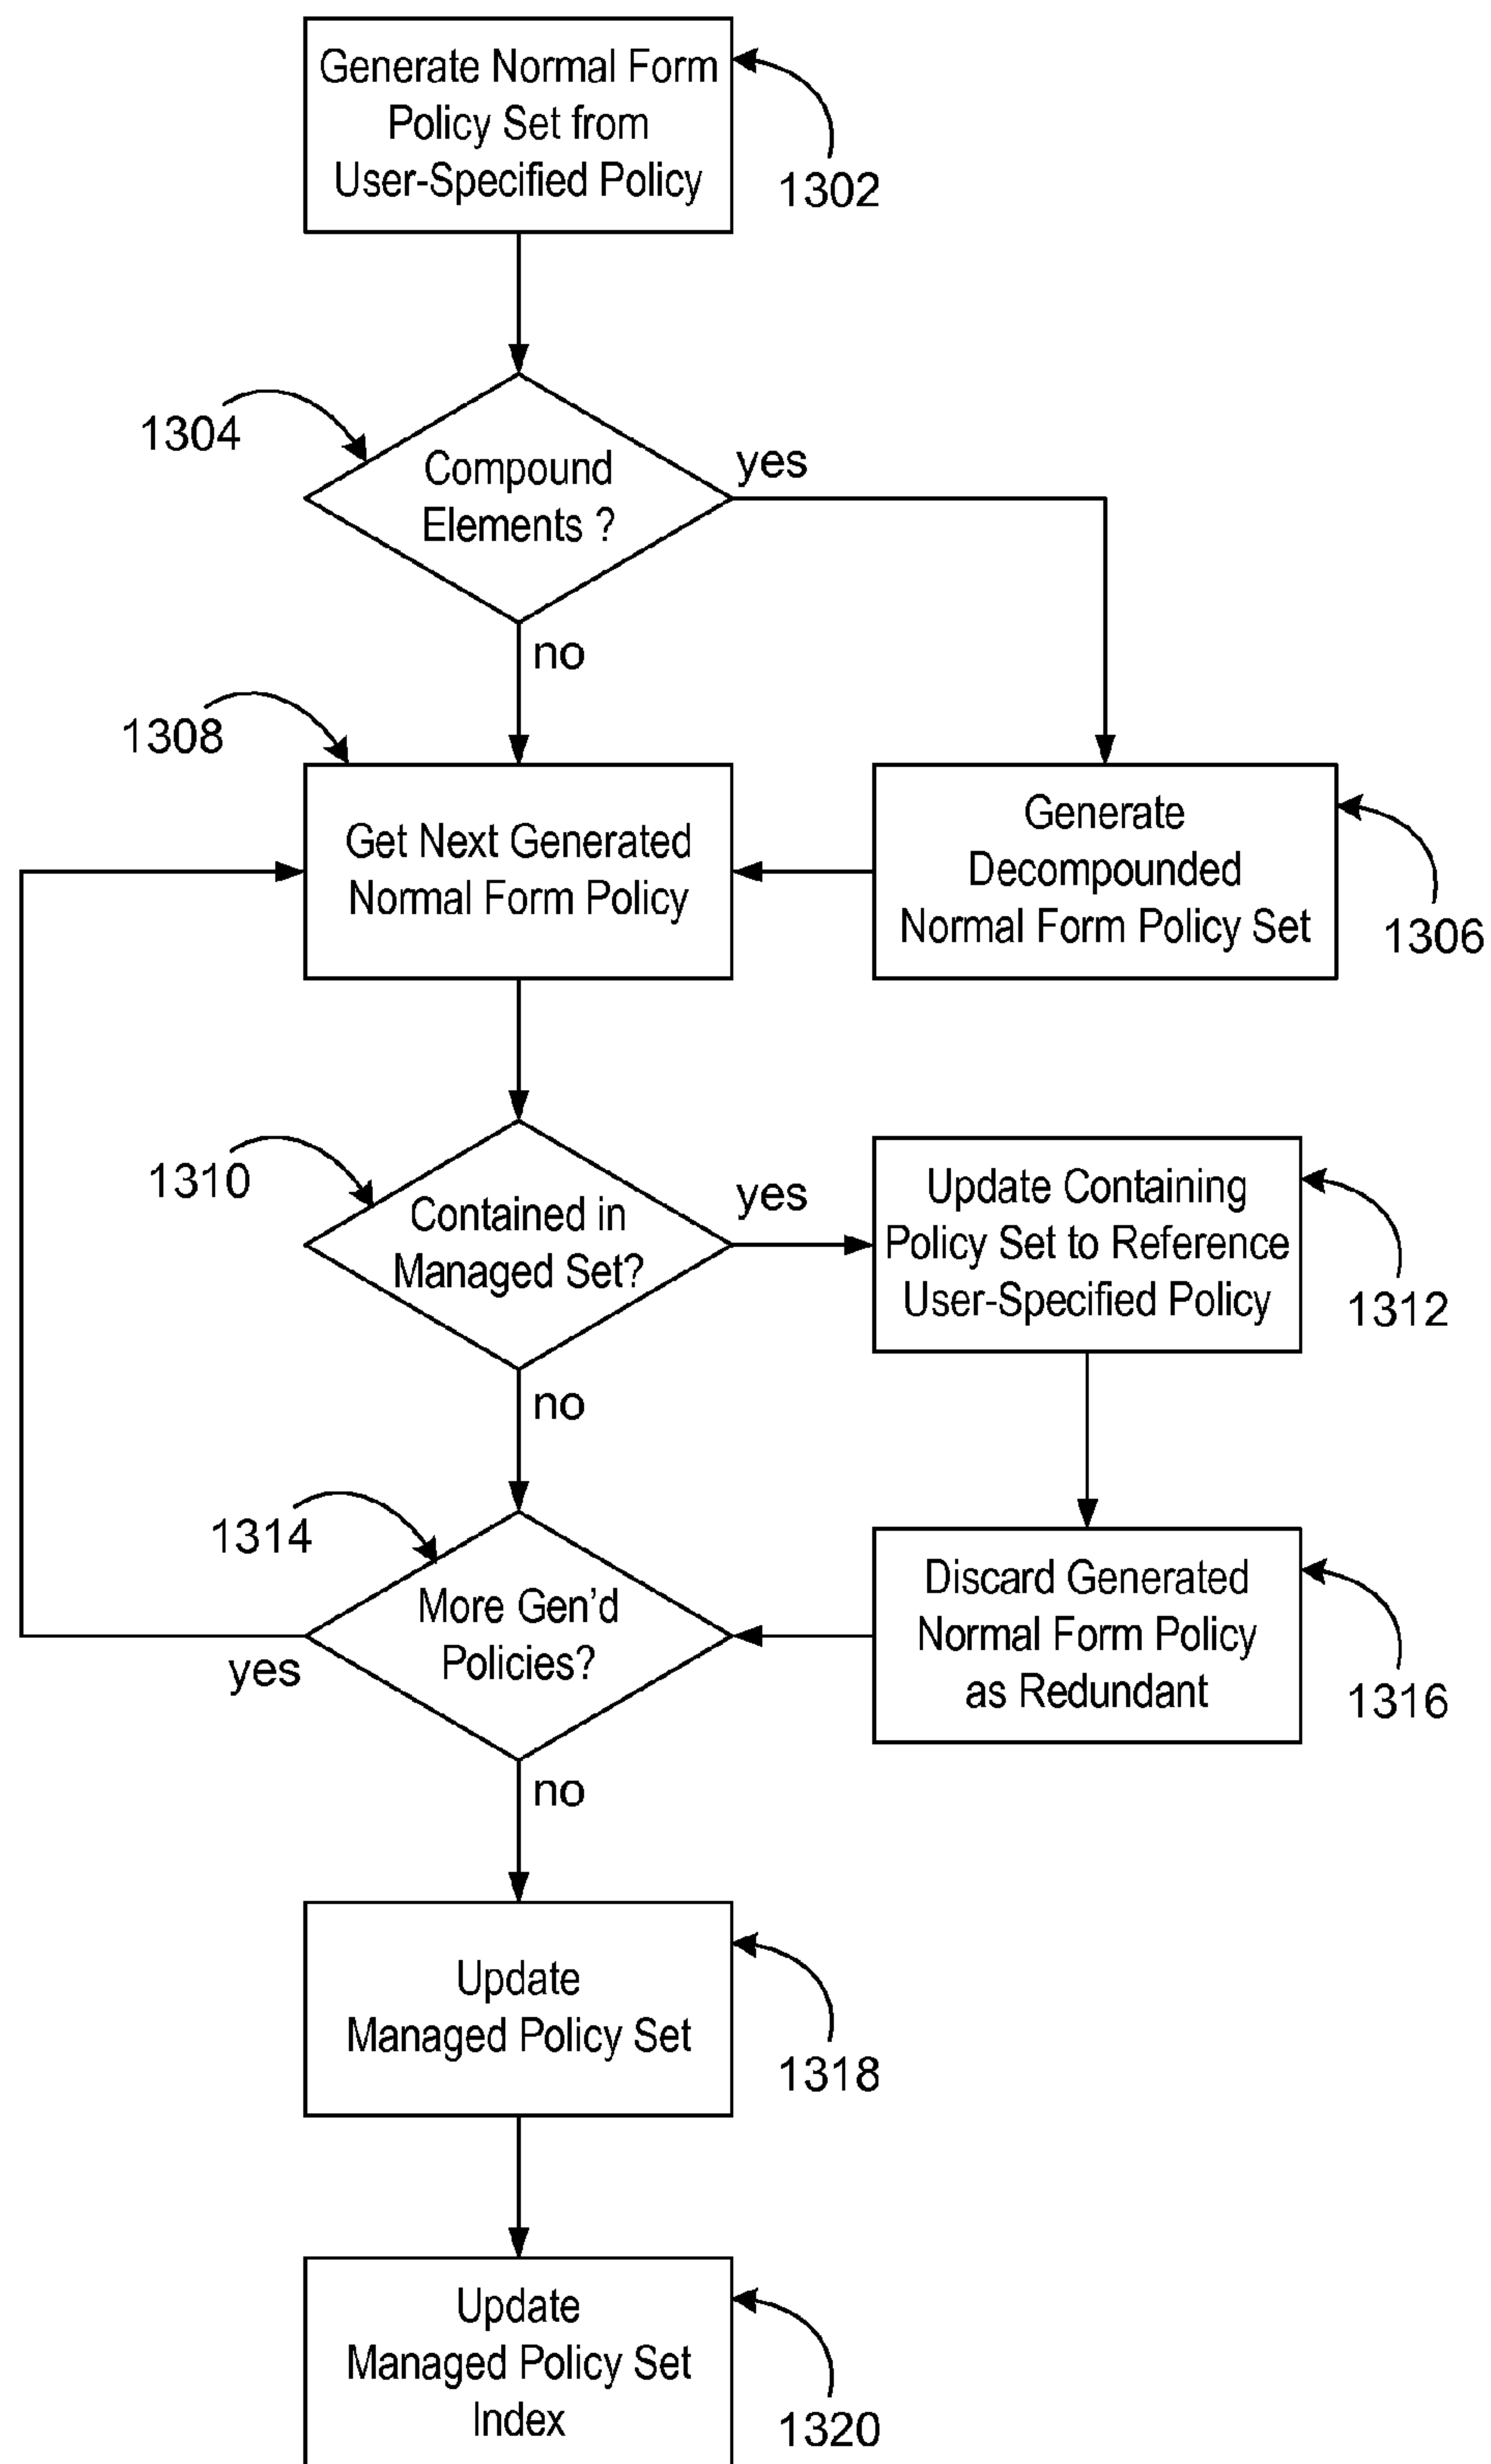 Generate Normal Form
Policy Set from
User-Specified Policy
1302
1304
Compound
Elements ?
yes
no
1308
Get Next Generated
Normal Form Policy
Generate
Decompounded
Normal Form Policy Set
1306
1310
Contained in
Managed Set?
yes
no
Update Containing
Policy Set to Reference
User-Specified Policy
1312
1314
More Gen'd
Policies?
yes
no
Discard Generated
Normal Form Policy
as Redundant
1316
Update
Managed Policy Set
1318
Update
Managed Policy Set
Index
1320